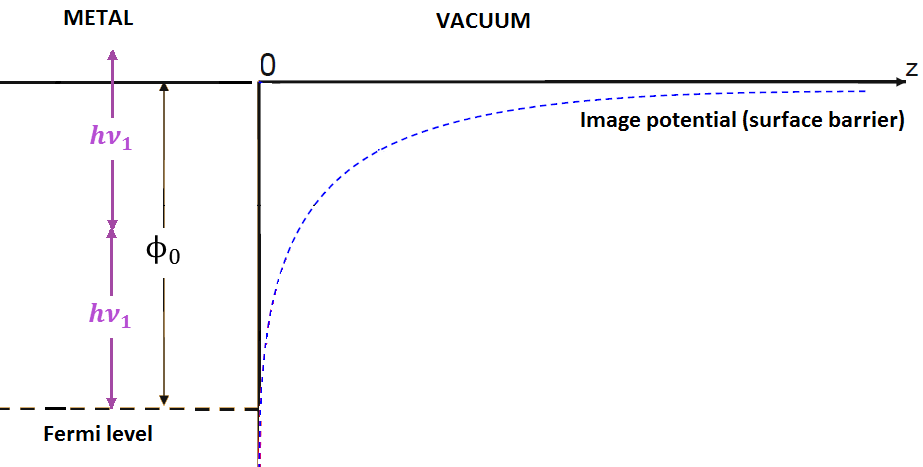 METAL
VACUUM
0
z
hν₁
Image potential (surface barrier)
ϕ₀
hν₁
Fermi level